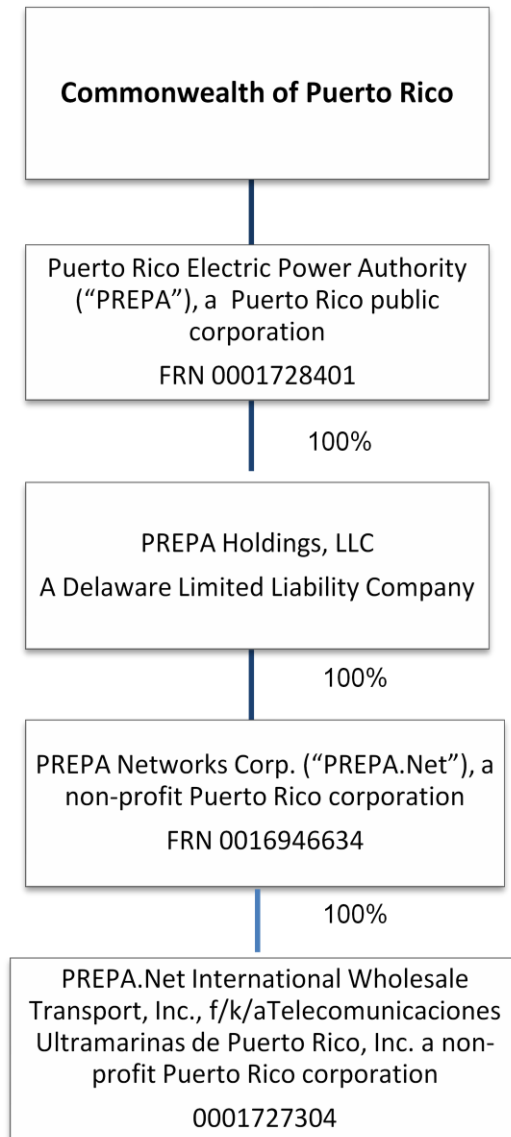 Commonwealth of Puerto Rico
Puerto Rico Electric Power Authority
(“PREPA”), a  Puerto Rico public
corporation
FRN 0001728401
100%
PREPA Holdings, LLC
A Delaware Limited Liability Company
100%
PREPA Networks Corp. (“PREPA.Net”), a
non-profit Puerto Rico corporation
FRN 0016946634
100%
PREPA.Net International Wholesale
Transport, Inc., f/k/aTelecomunicaciones
Ultramarinas de Puerto Rico, Inc. a non-
profit Puerto Rico corporation
0001727304